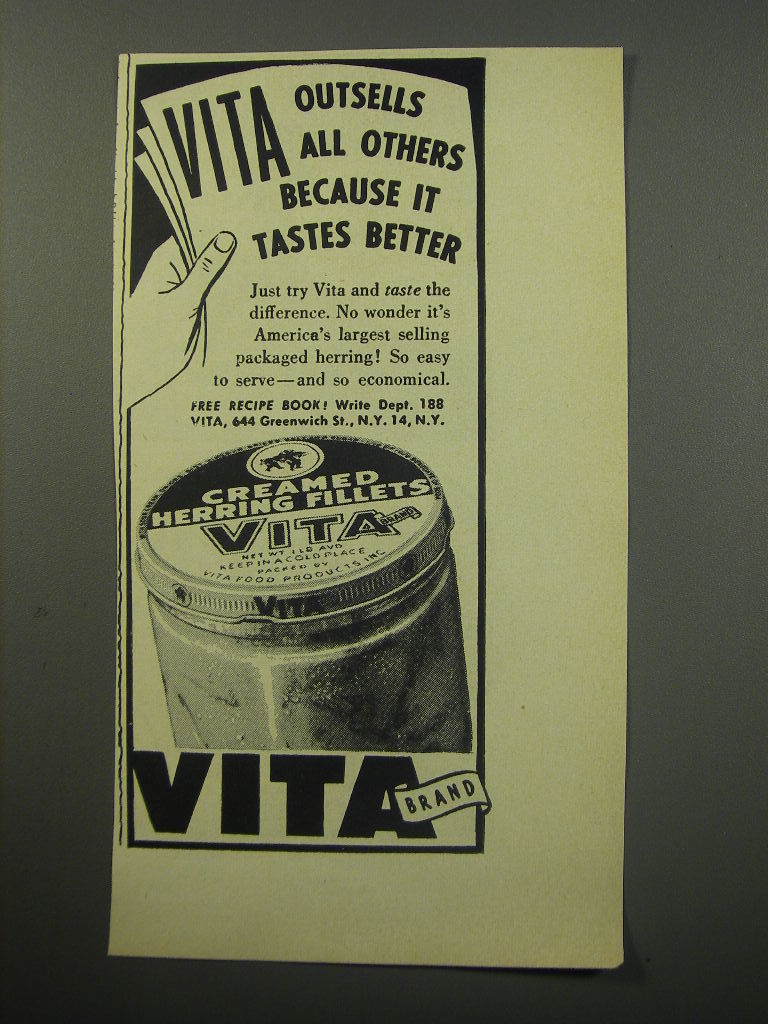 VITA OUTSELLS
ALL OTHERS
BECAUSE IT
TASTES BETTER
Just try Vita and taste the
difference. No wonder it's
America's largest selling
packaged herring! So easy
to serve—and so economical.
FREE RECIPE BOOK! Write Dept. 188
VITA, 644 Greenwich St., N.Y. 14, N.Y.
CREAMED
HERRING FILLETS
VITA BRAND
NET WT 1 LB AVD
KEEP IN A COLD PLACE
PACKED BY
VITA FOOD PRODUCTS INC
VITA
VITA BRAND